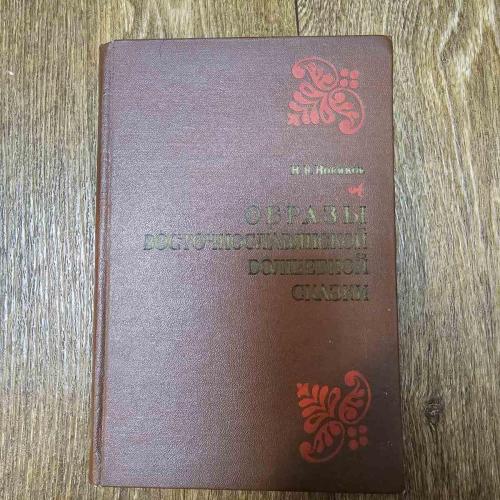 Н.В.Новиков
ОБРАЗЫ
ВОСТОЧНОСЛАВЯНСКОЙ
ВОЛШЕБНОЙ
СКАЗКИ